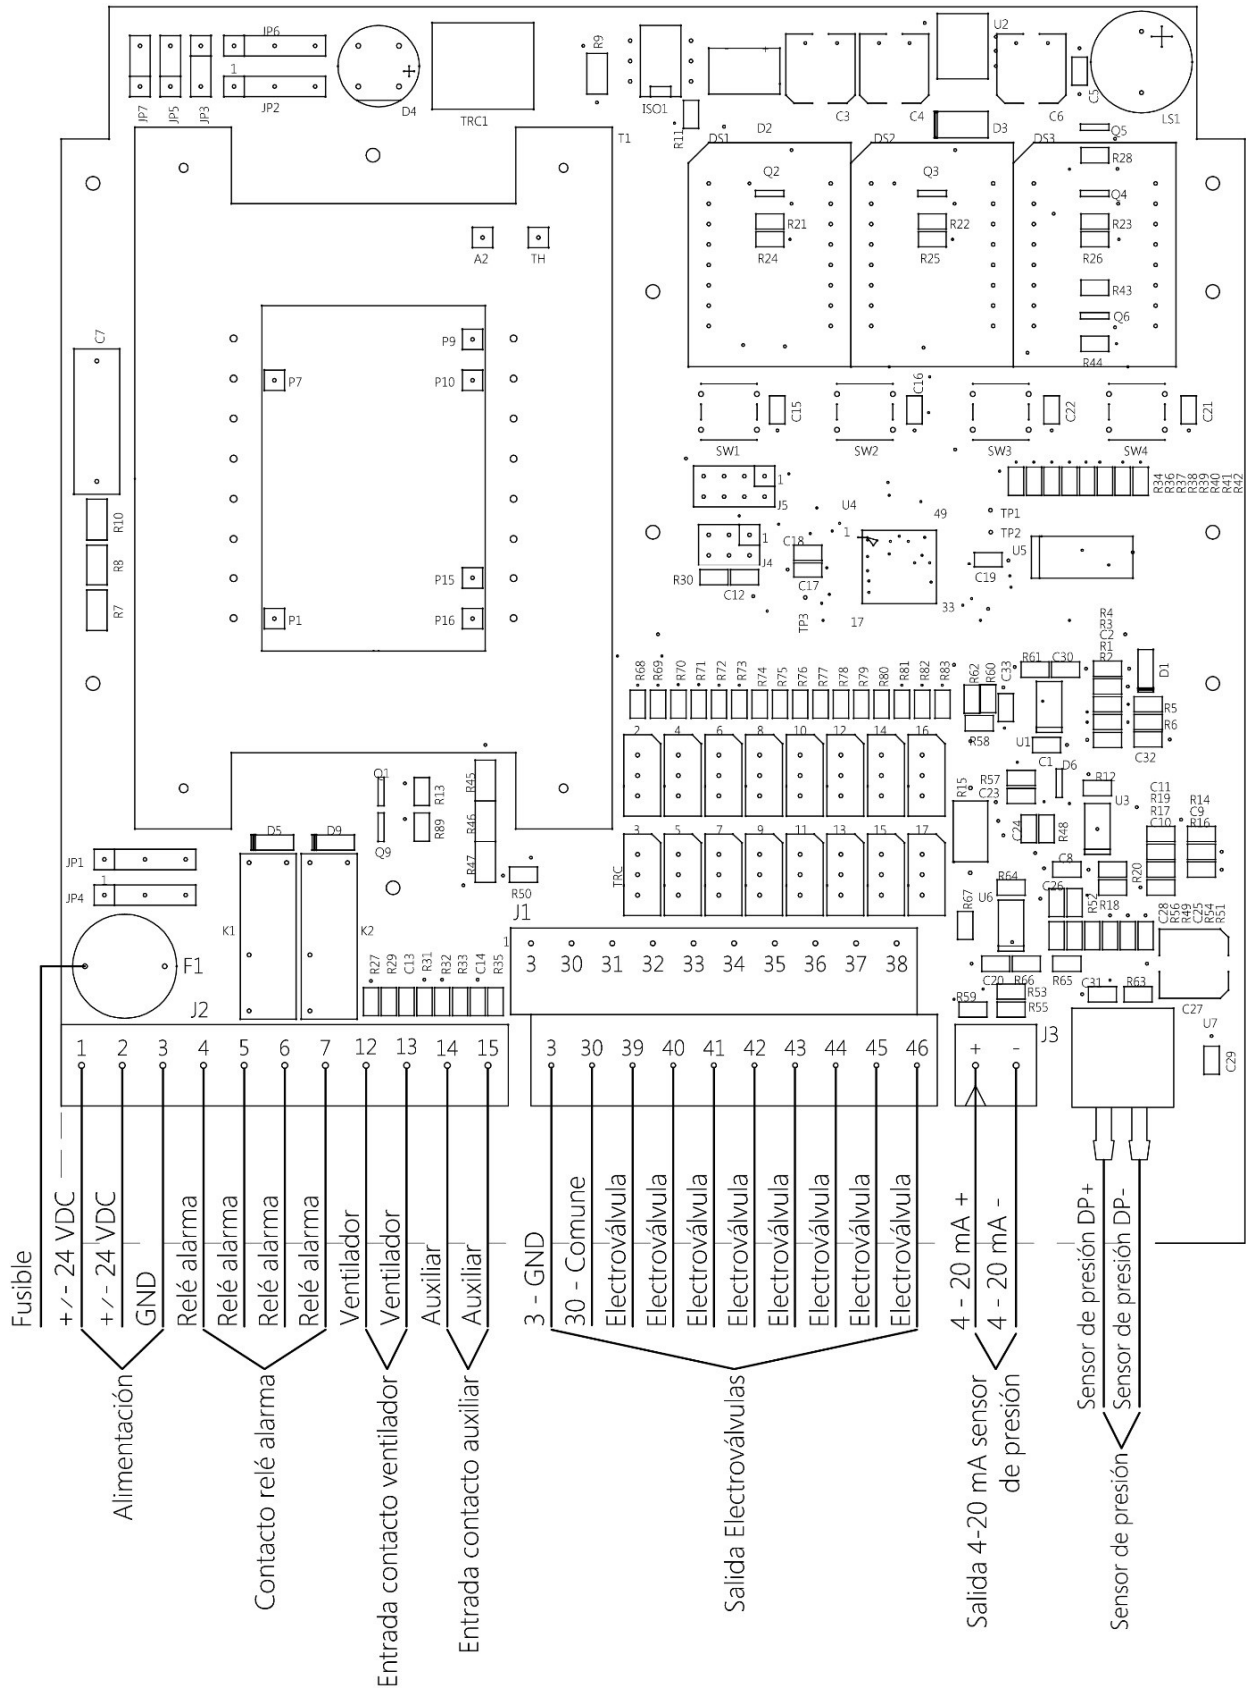 JP7
JP5
JP3
JP6
1
JP2
D4
TRC1
R9
ISO1
R11
D2
C3
C4
U2
D3
C6
C5
LS1
T1
DS1
DS2
DS3
Q5
R28
Q2
Q3
Q4
R21
R22
R23
R24
R25
R26
R43
Q6
R44
A2
TH
C7
P9
P7
P10
P15
P1
P16
R10
R8
R7
SW1
C15
SW2
C16
SW3
C22
SW4
C21
1
J5
U4
49
1
TP1
TP2
R34
R36
R37
R38
R39
R40
R41
R42
1
J4
C18
C17
R30
C12
TP3
17
33
C19
U5
R68
R69
R70
R71
R72
R73
R74
R75
R76
R77
R78
R79
R80
R81
R82
R83
R62
R60
C33
R61
C30
R4
R3
C2
R1
R2
D1
R5
R6
C32
R58
U1
C1
D6
R12
2
4
6
8
10
12
14
16
TRC
3
5
7
9
11
13
15
17
R15
R57
C23
C24
R48
U3
C11
R19
R17
C10
R14
C9
R16
C8
R64
C26
R52
R18
R20
R67
U6
C28
R56
R49
C25
R54
R51
C20
R66
R65
R53
R55
R59
C31
R63
C27
U7
C29
Q1
R13
Q9
R89
R45
R46
R47
R50
D5
D9
JP1
1
JP4
K1
K2
F1
J2
R27
R29
C13
R31
R32
R33
C14
R35
J1
1
3 30 31 32 33 34 35 36 37 38
1 2 3 4 5 6 7 12 13 14 15
3 30 39 40 41 42 43 44 45 46
+ -
J3
Fusible
+/- 24 VDC
+/- 24 VDC
GND
Relé alarma
Relé alarma
Relé alarma
Relé alarma
Ventilador
Ventilador
Auxiliar
Auxiliar
3 - GND
30 - Comune
Electroválvula
Electroválvula
Electroválvula
Electroválvula
Electroválvula
Electroválvula
Electroválvula
Electroválvula
4 - 20 mA +
4 - 20 mA -
Sensor de presión DP+
Sensor de presión DP-
Alimentación
Contacto relé alarma
Entrada contacto ventilador
Entrada contacto auxiliar
Salida Electroválvulas
Salida 4-20 mA sensor
de presión
Sensor de presión